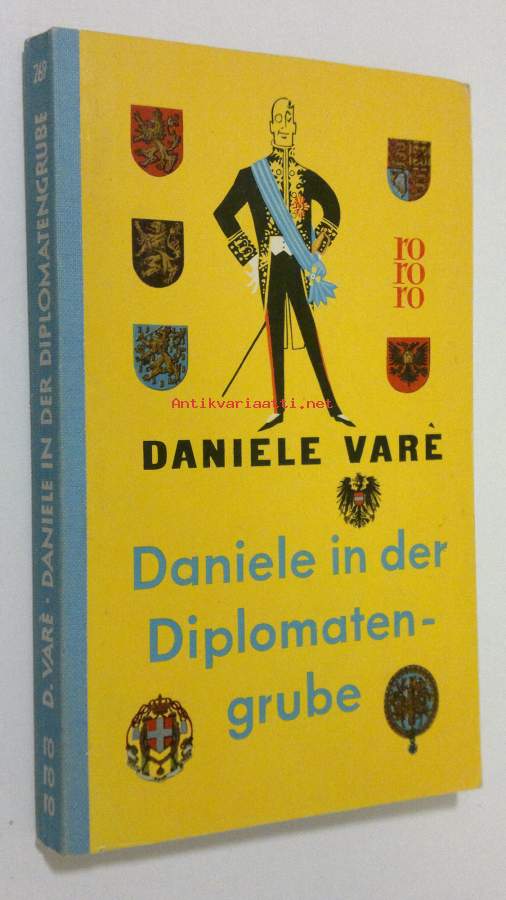 269
D. VARÈ · DANIELE IN DER DIPLOMATENGRUBE
ro
ro
ro
ro
ro
ro
Antikvariaatti.net
DANIELE VARÈ
Daniele in der
Diplomaten-
grube